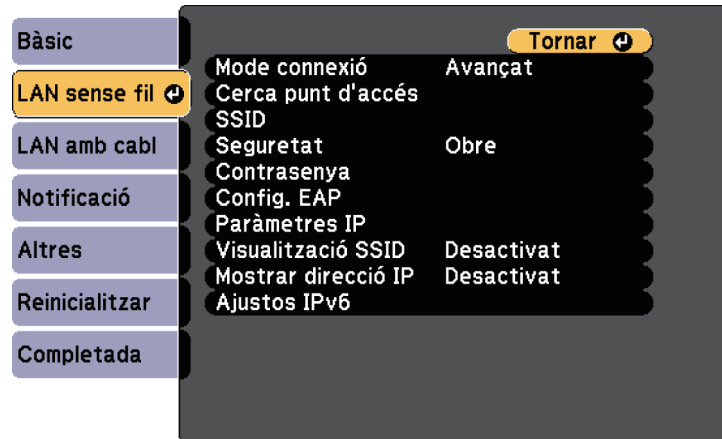 Bàsic
LAN sense fil
LAN amb cabl
Notificació
Altres
Reinicialitzar
Completada
Tornar
Mode connexió Avançat
Cerca punt d'accés
SSID
Seguretat Obre
Contrasenya
Config. EAP
Paràmetres IP
Visualització SSID Desactivat
Mostrar direcció IP Desactivat
Ajustos IPv6